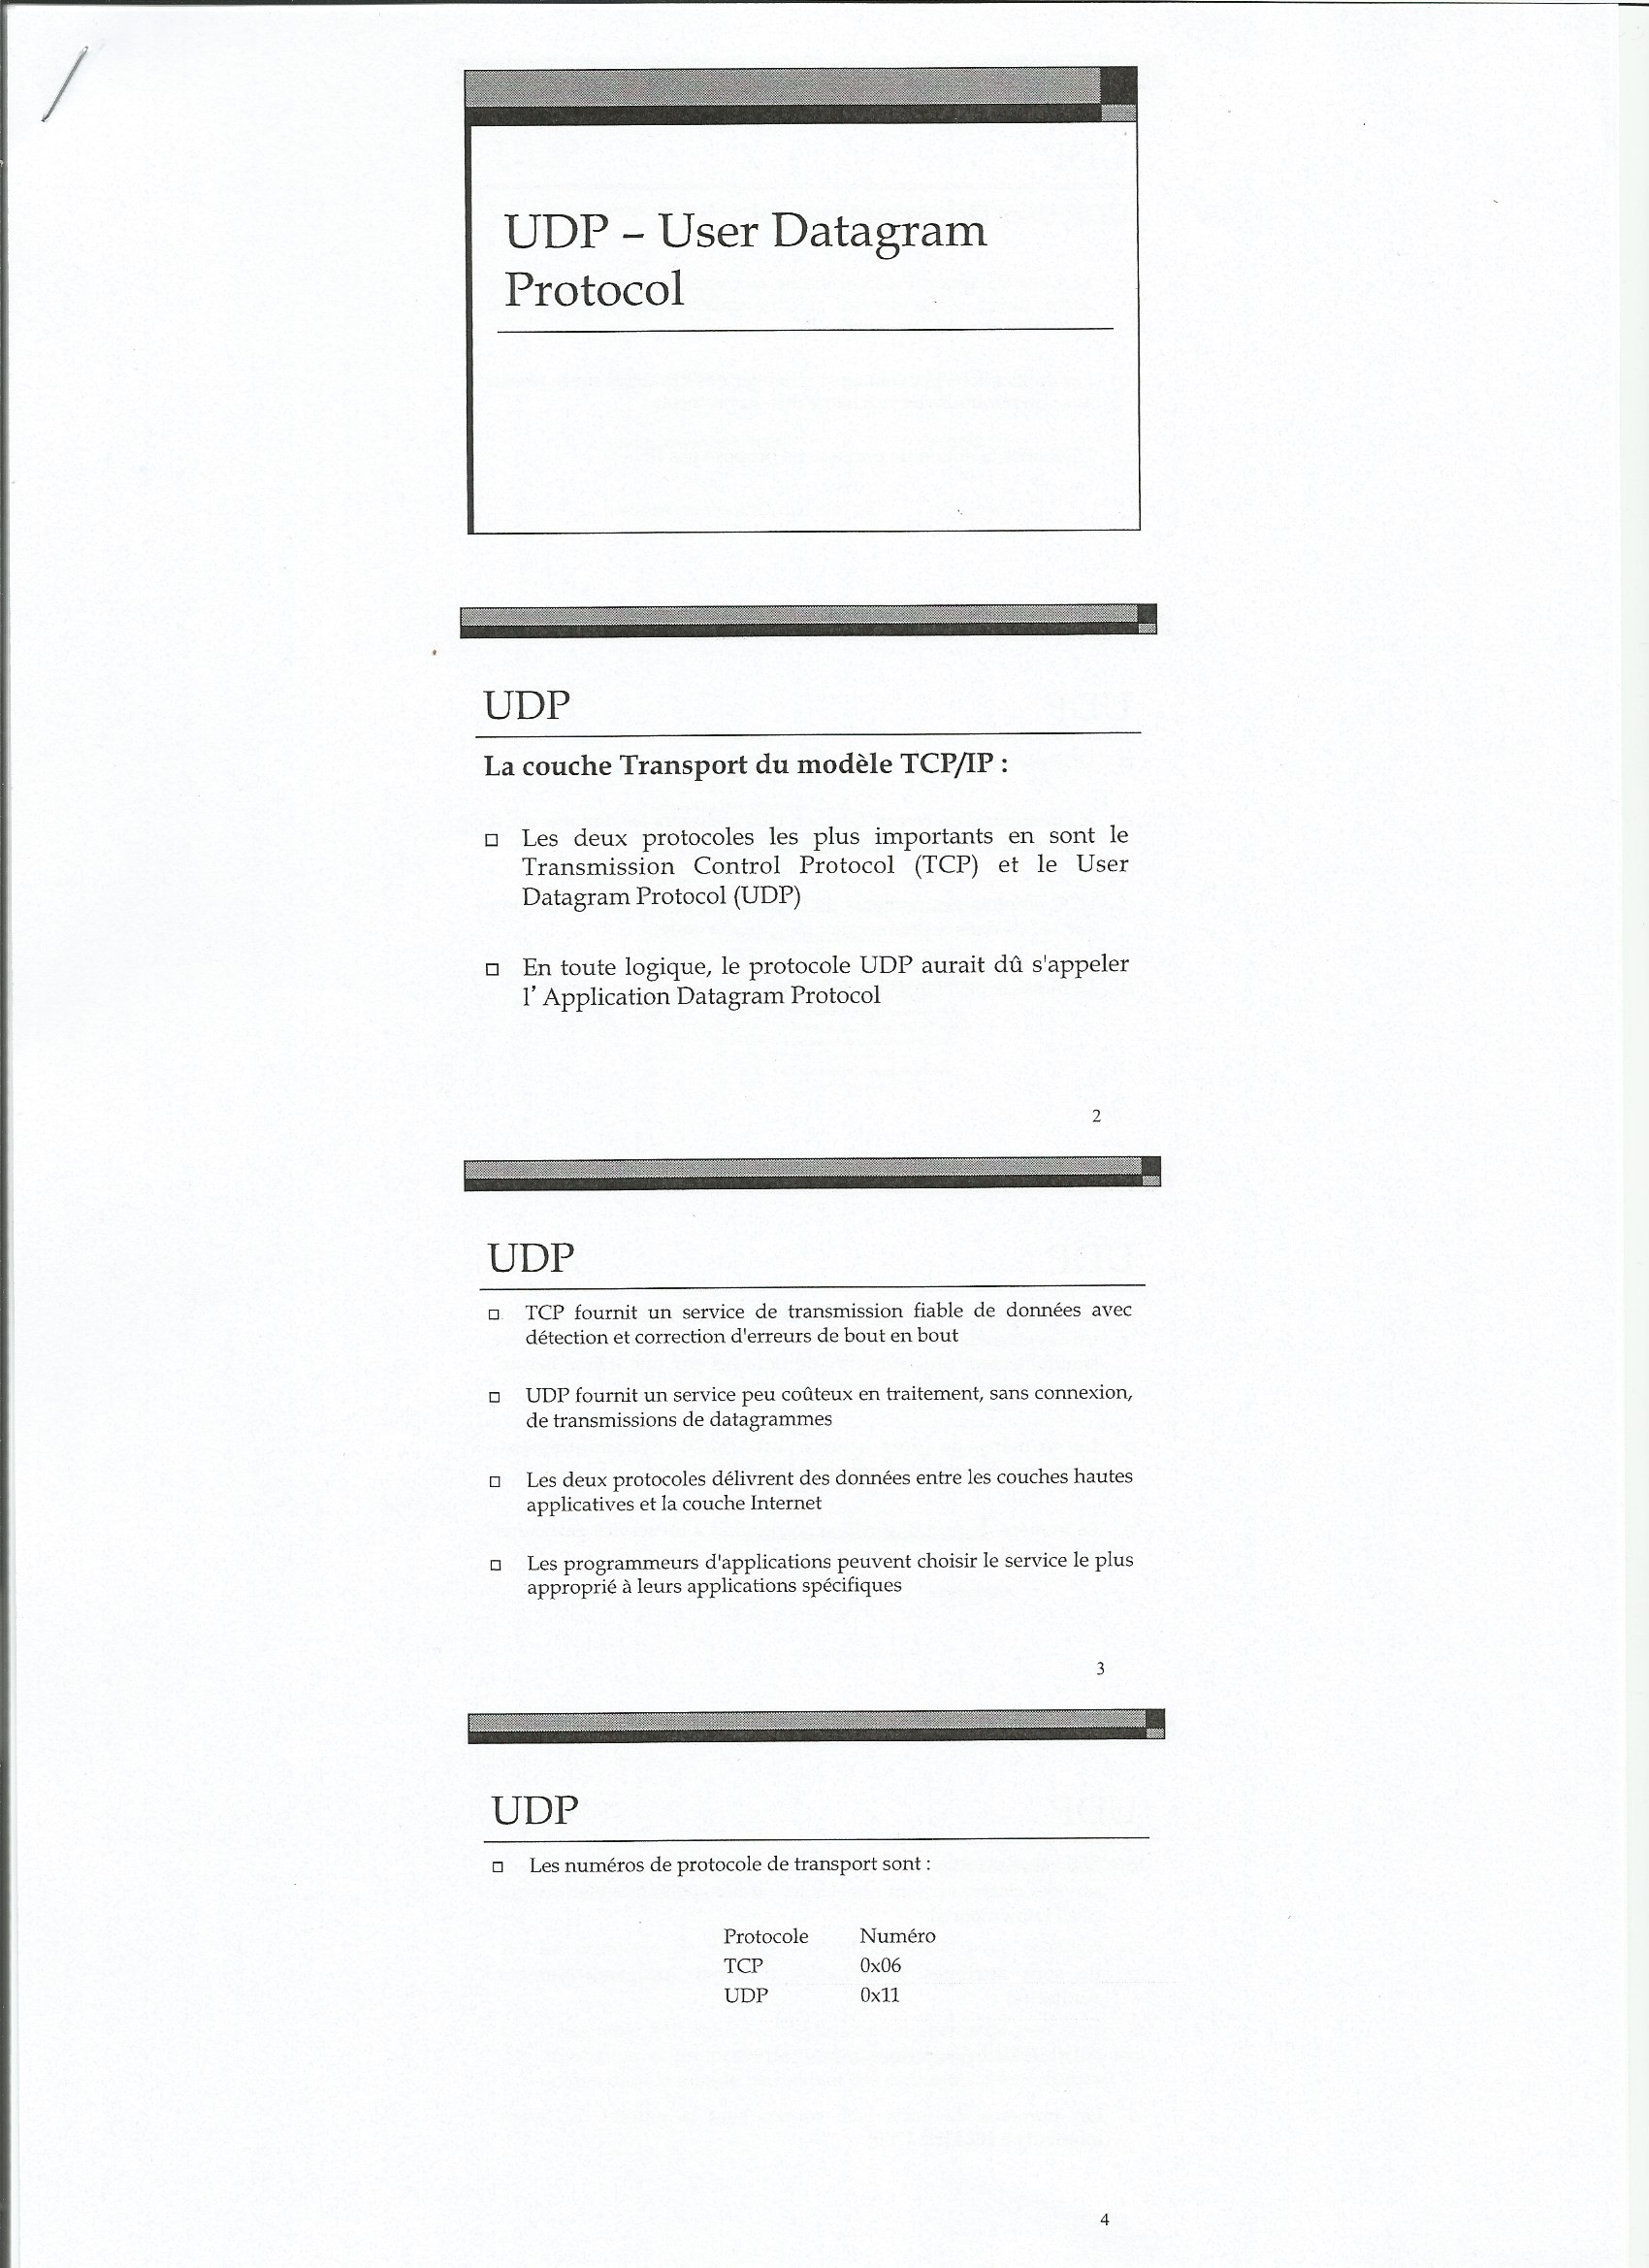 UDP – User Datagram
Protocol
UDP
La couche Transport du modèle TCP/IP :
Les deux protocoles les plus importants en sont le
Transmission Control Protocol (TCP) et le User
Datagram Protocol (UDP)
En toute logique, le protocole UDP aurait dû s'appeler
l' Application Datagram Protocol
2
UDP
TCP fournit un service de transmission fiable de données avec
détection et correction d'erreurs de bout en bout
UDP fournit un service peu coûteux en traitement, sans connexion,
de transmissions de datagrammes
Les deux protocoles délivrent des données entre les couches hautes
applicatives et la couche Internet
Les programmeurs d'applications peuvent choisir le service le plus
approprié à leurs applications spécifiques
3
UDP
Les numéros de protocole de transport sont :
Protocole Numéro
TCP 0x06
UDP 0x11
4